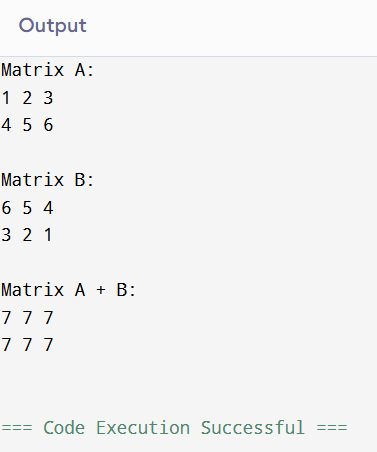 Output
Matrix A:
1 2 3
4 5 6
Matrix B:
6 5 4
3 2 1
Matrix A + B:
7 7 7
7 7 7
=== Code Execution Successful ===